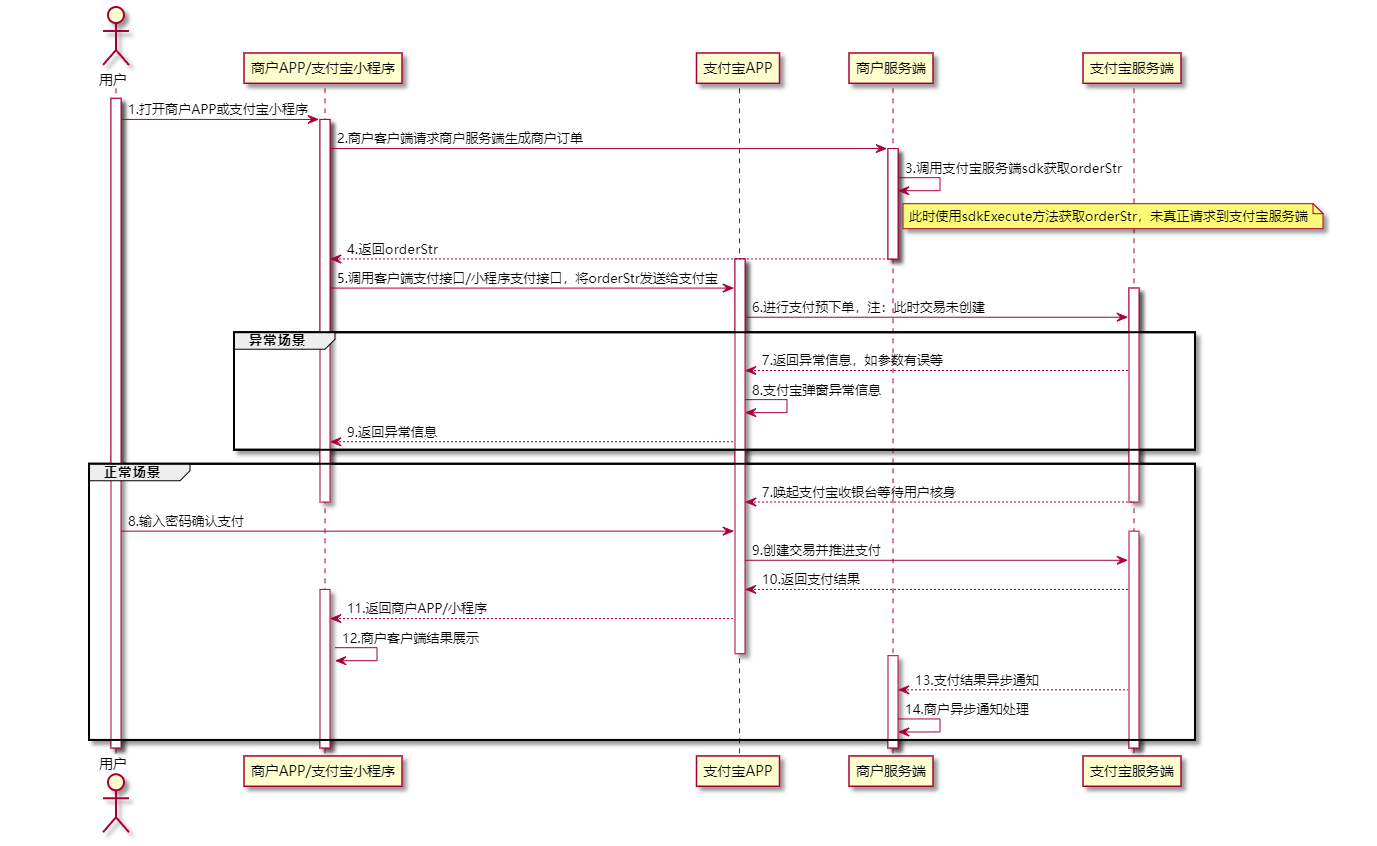 用户
商户APP/支付宝小程序
支付宝APP
商户服务端
支付宝服务端
1.打开商户APP或支付宝小程序
2.商户客户端请求商户服务端生成商户订单
3.调用支付宝服务端sdk获取orderStr
此时使用sdkExecute方法获取orderStr，未真正请求到支付宝服务端
4.返回orderStr
5.调用客户端支付接口/小程序支付接口，将orderStr发送给支付宝
6.进行支付预下单，注：此时交易未创建
异常场景
7.返回异常信息，如参数有误等
8.支付宝弹窗异常信息
9.返回异常信息
正常场景
7.唤起支付宝收银台等待用户核身
8.输入密码确认支付
9.创建交易并推进支付
10.返回支付结果
11.返回商户APP/小程序
12.商户客户端结果展示
13.支付结果异步通知
14.商户异步通知处理
用户
商户APP/支付宝小程序
支付宝APP
商户服务端
支付宝服务端